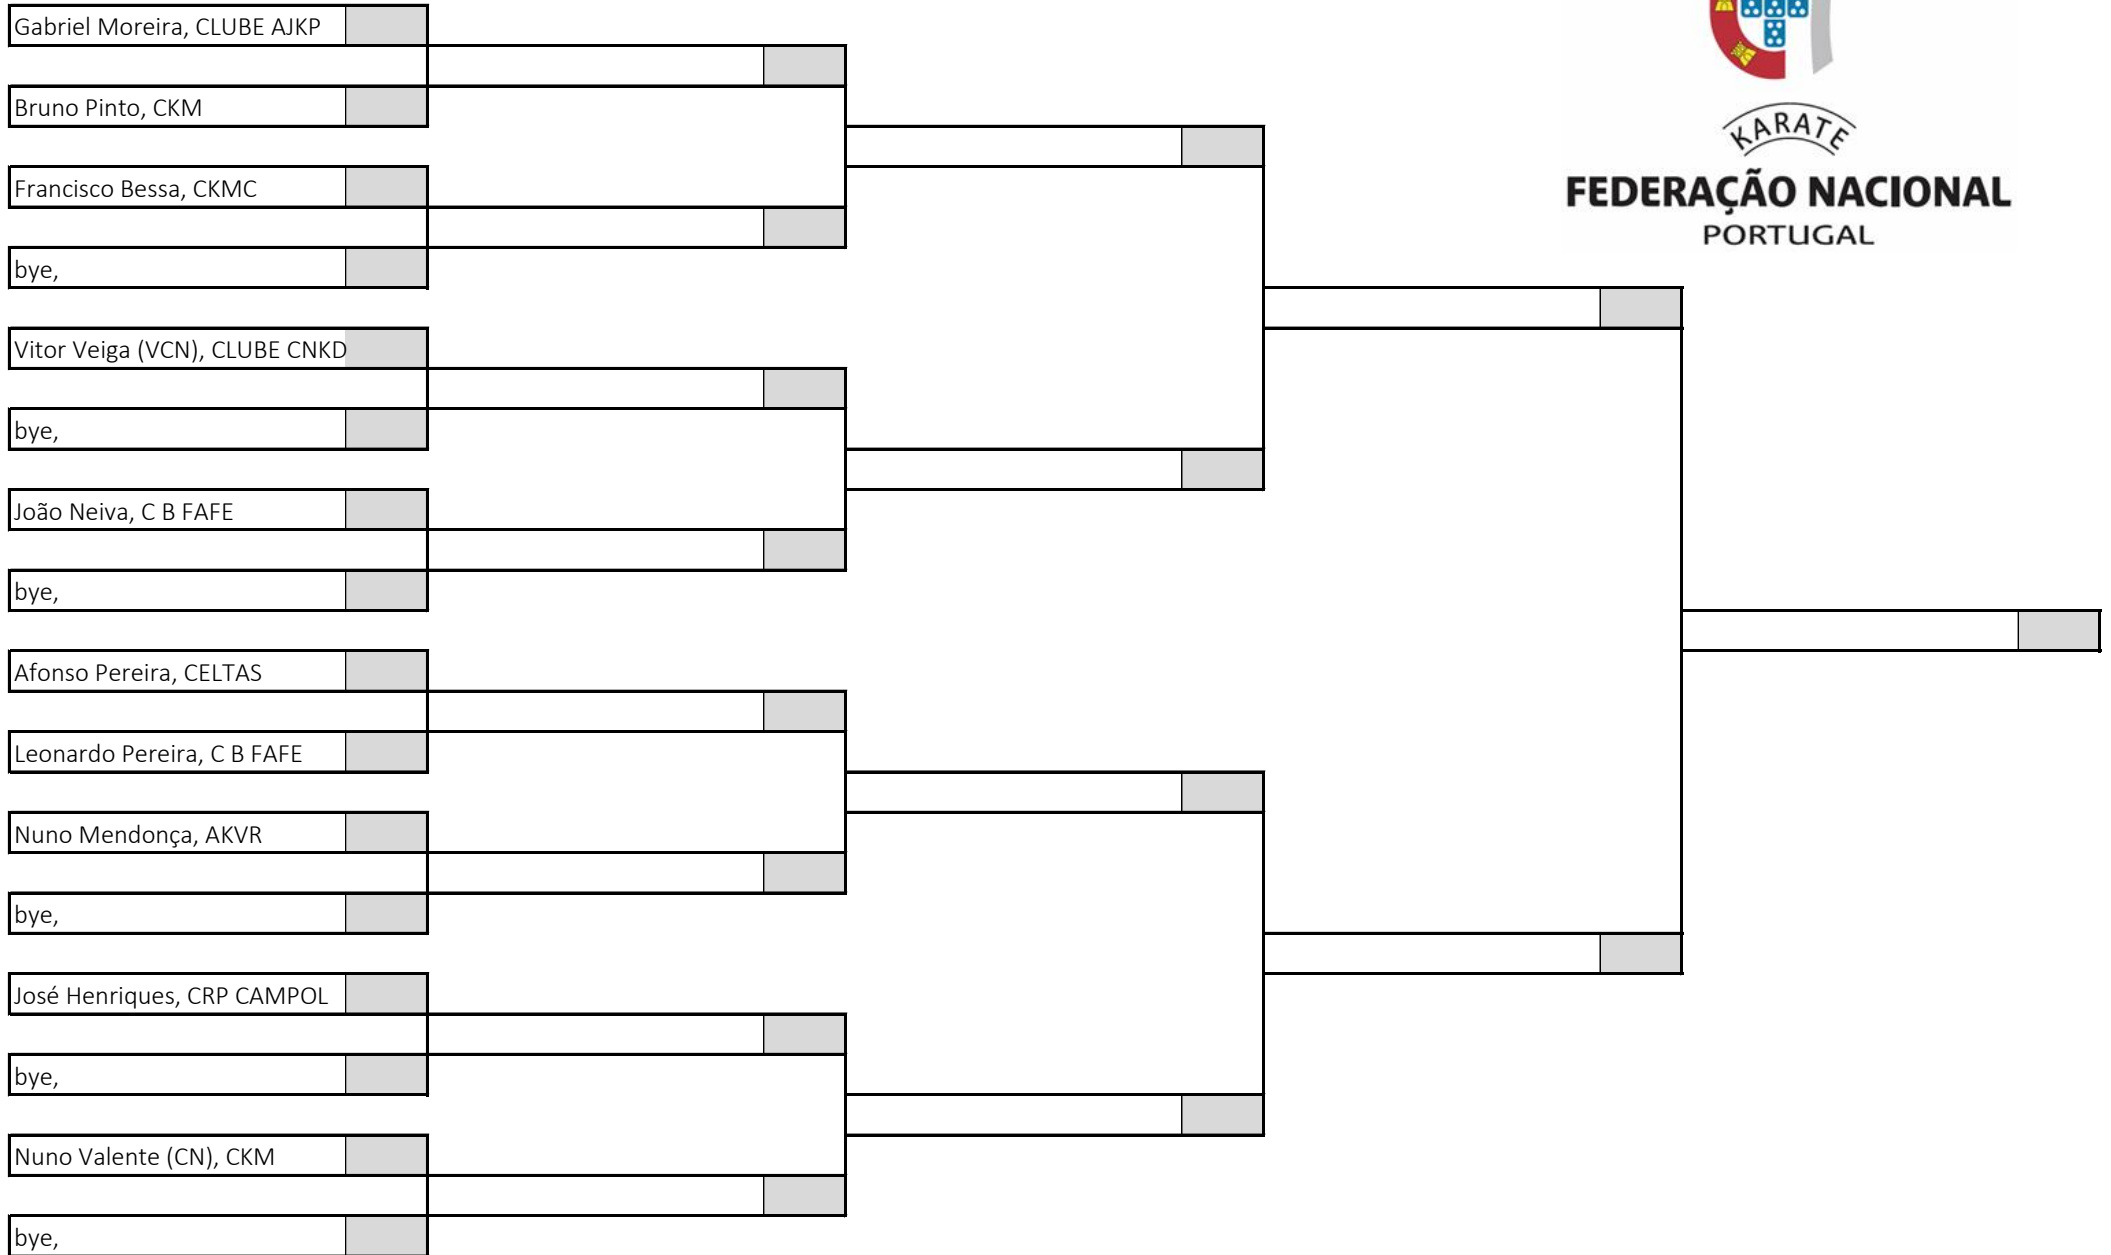 Gabriel Moreira, CLUBE AJKP
Bruno Pinto, CKM
Francisco Bessa, CKMC
bye,
Vitor Veiga (VCN), CLUBE CNKD
bye,
João Neiva, C B FAFE
bye,
Afonso Pereira, CELTAS
Leonardo Pereira, C B FAFE
Nuno Mendonça, AKVR
bye,
José Henriques, CRP CAMPOL
bye,
Nuno Valente (CN), CKM
bye,
KARATE
FEDERAÇÃO NACIONAL
PORTUGAL